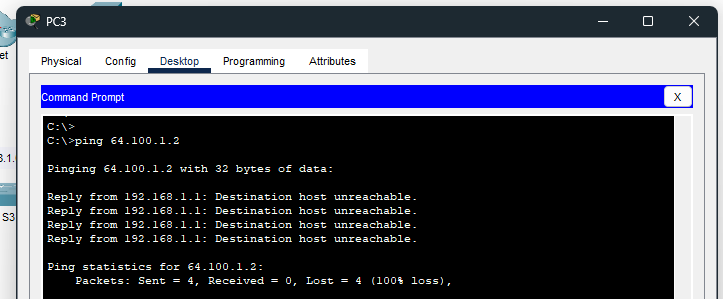 PC3
et
Physical Config Desktop Programming Attributes
Command Prompt
X
C:\>
C:\>ping 64.100.1.2
Pinging 64.100.1.2 with 32 bytes of data:
Reply from 192.168.1.1: Destination host unreachable.
Reply from 192.168.1.1: Destination host unreachable.
Reply from 192.168.1.1: Destination host unreachable.
Reply from 192.168.1.1: Destination host unreachable.
Ping statistics for 64.100.1.2:
Packets: Sent = 4, Received = 0, Lost = 4 (100% loss),
3.1.
S3